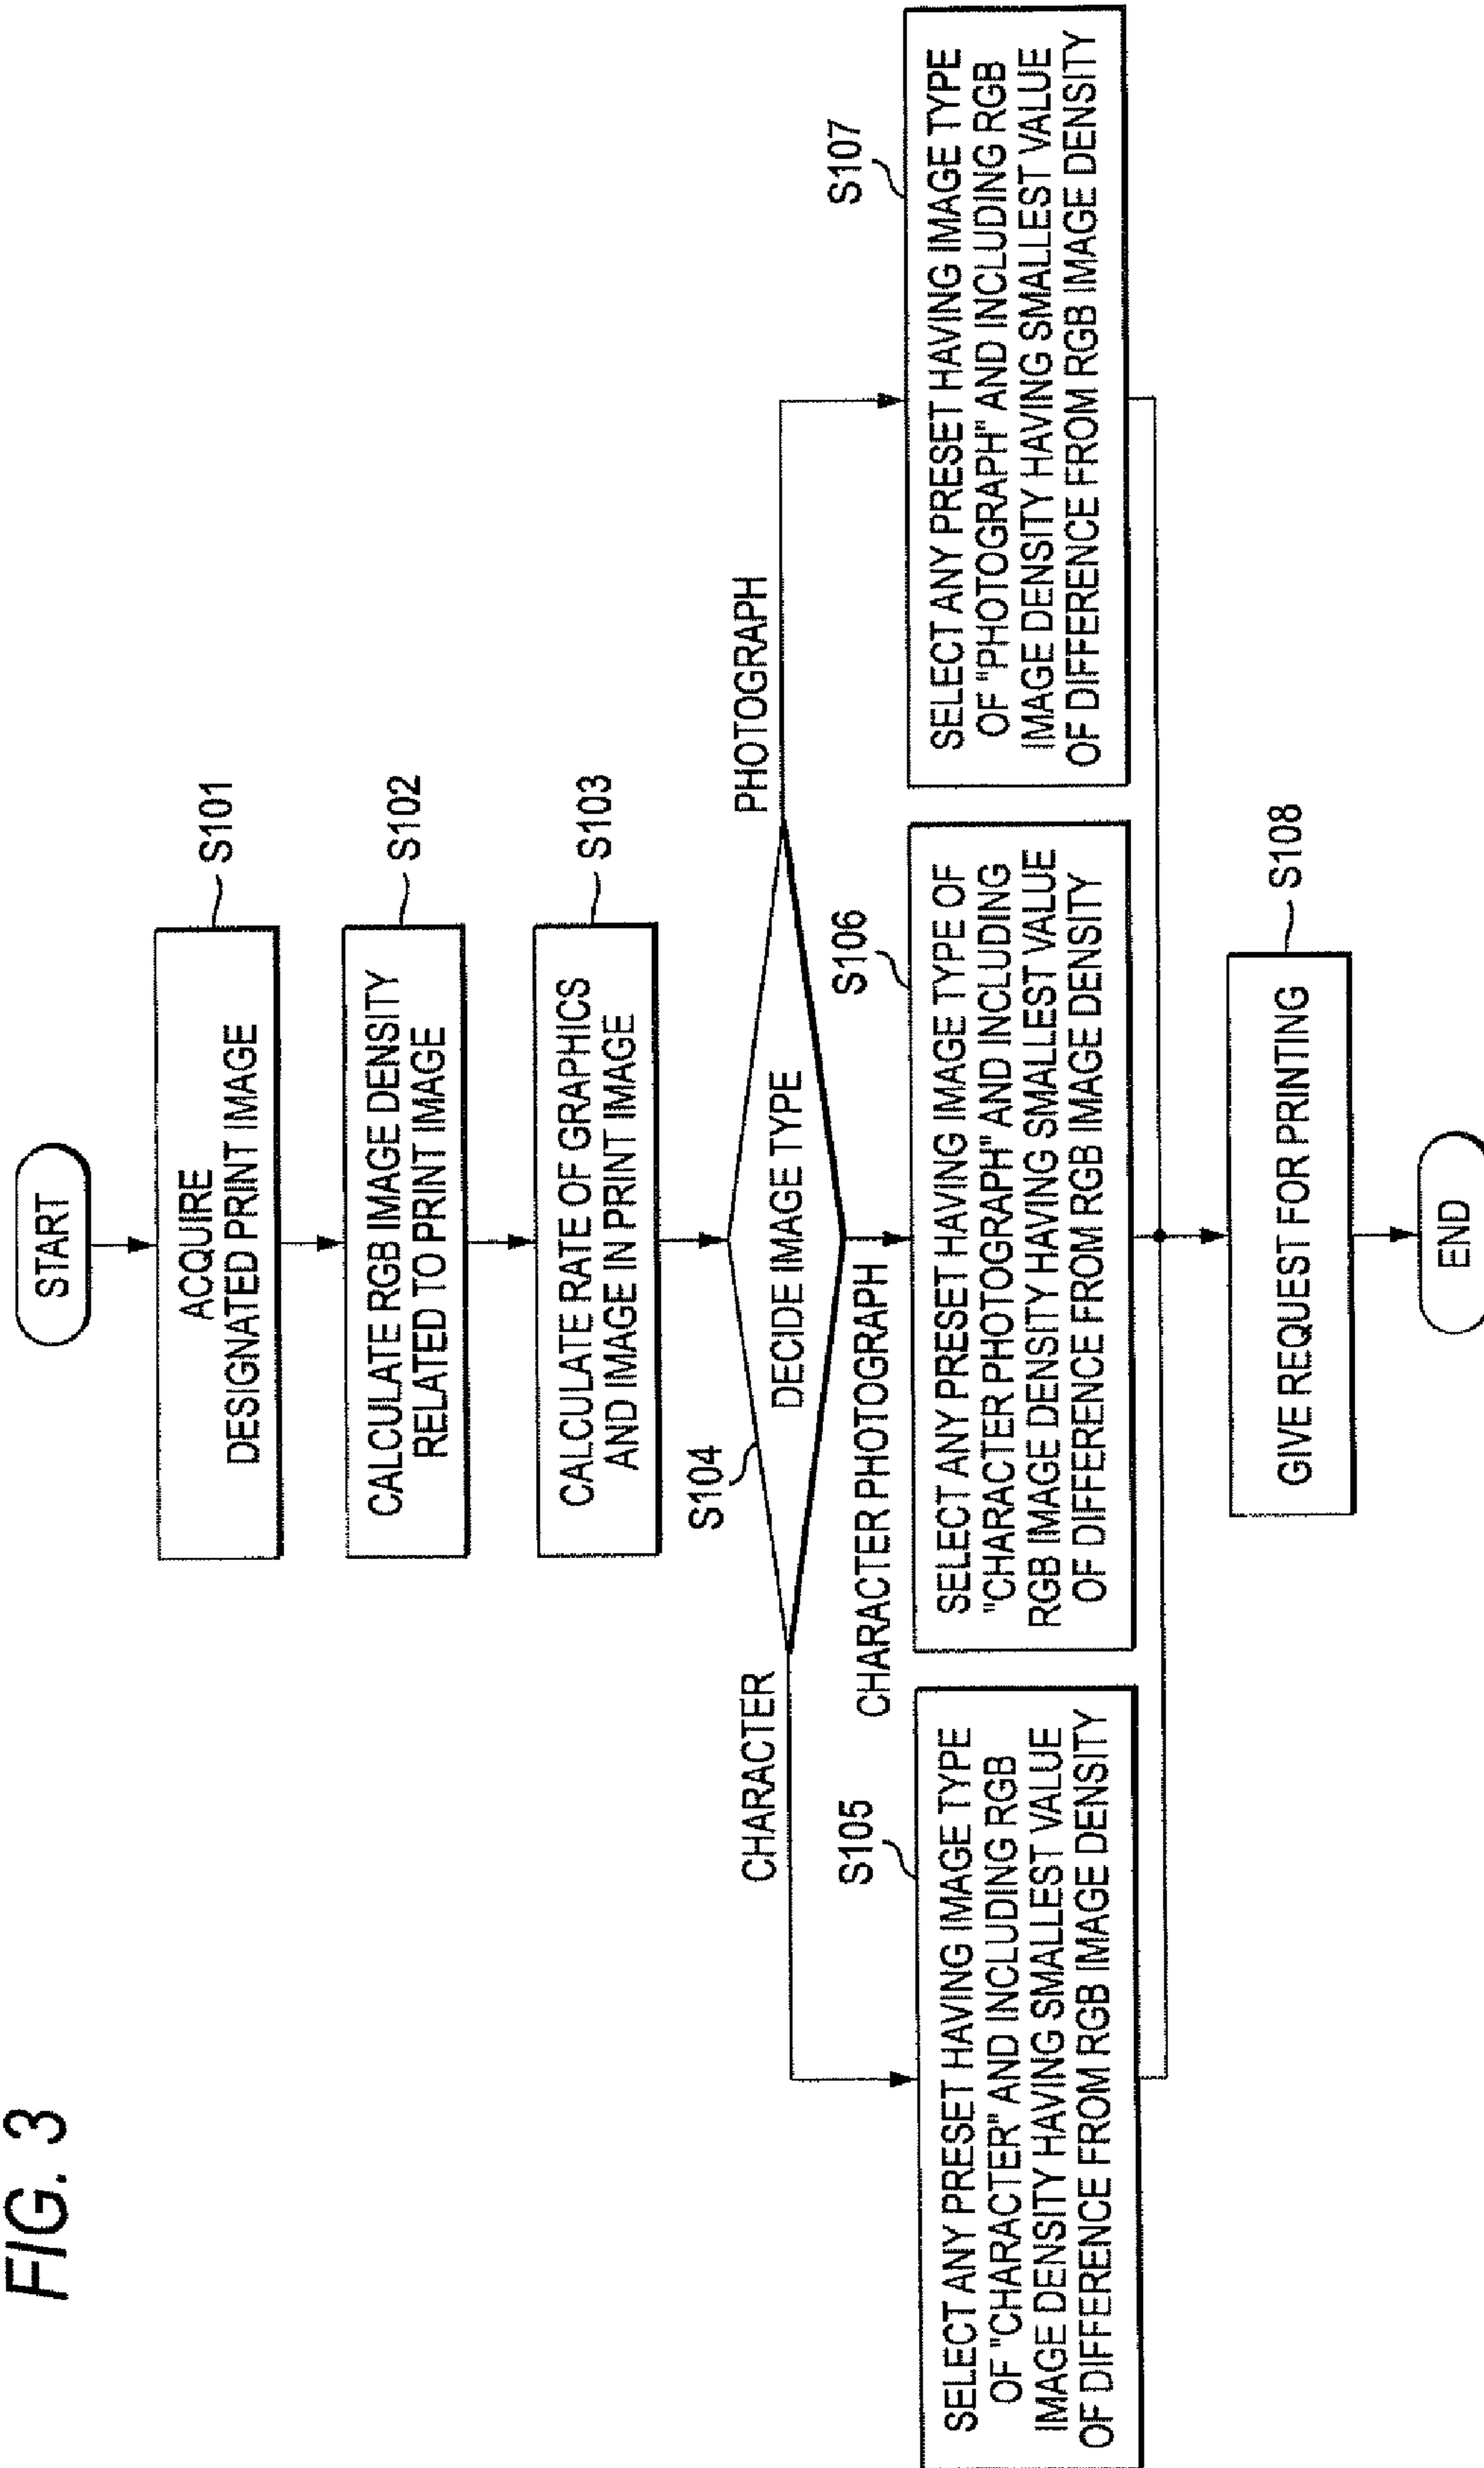 FIG. 3
START
ACQUIRE
DESIGNATED PRINT IMAGE
S101
CALCULATE RGB IMAGE DENSITY
RELATED TO PRINT IMAGE
S102
CALCULATE RATE OF GRAPHICS
AND IMAGE IN PRINT IMAGE
S103
S104
DECIDE IMAGE TYPE
CHARACTER
CHARACTER PHOTOGRAPH
PHOTOGRAPH
S105
SELECT ANY PRESET HAVING IMAGE TYPE
OF "CHARACTER" AND INCLUDING RGB
IMAGE DENSITY HAVING SMALLEST VALUE
OF DIFFERENCE FROM RGB IMAGE DENSITY
S106
SELECT ANY PRESET HAVING IMAGE TYPE OF
"CHARACTER PHOTOGRAPH" AND INCLUDING
RGB IMAGE DENSITY HAVING SMALLEST VALUE
OF DIFFERENCE FROM RGB IMAGE DENSITY
S107
SELECT ANY PRESET HAVING IMAGE TYPE
OF "PHOTOGRAPH" AND INCLUDING RGB
IMAGE DENSITY HAVING SMALLEST VALUE
OF DIFFERENCE FROM RGB IMAGE DENSITY
GIVE REQUEST FOR PRINTING
S108
END